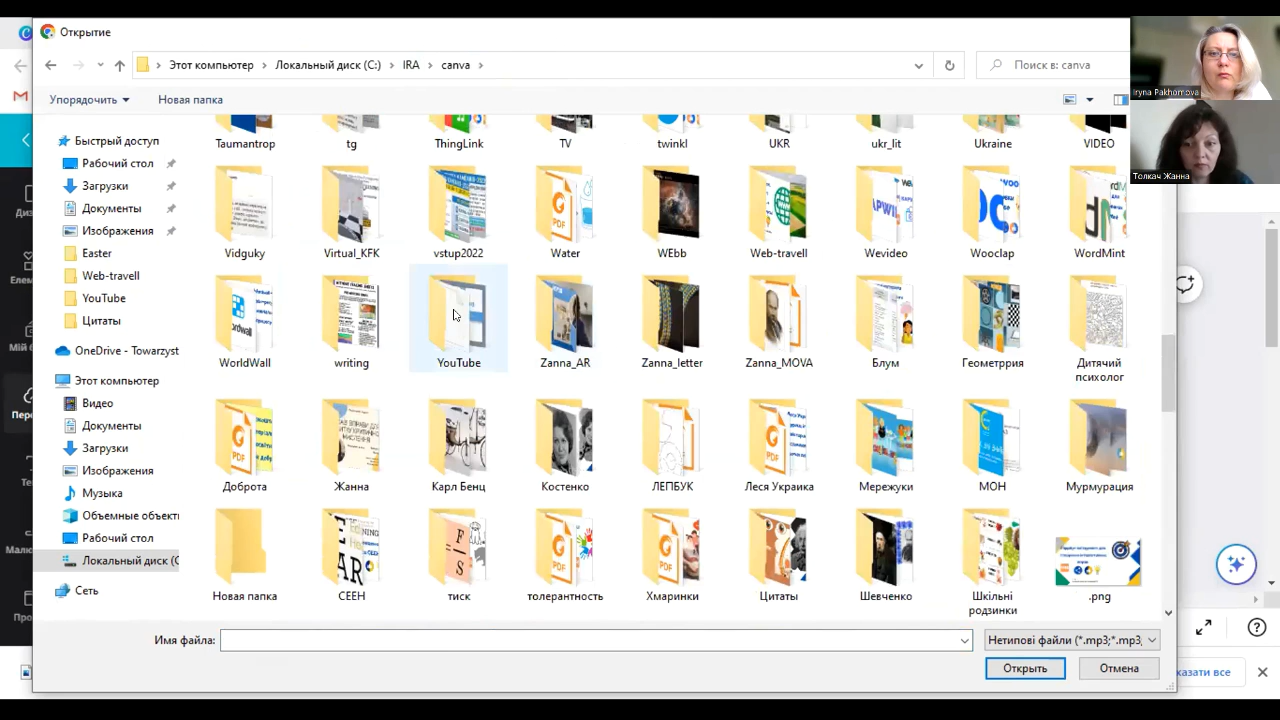 Открытие
Этот компьютер > Локальный диск (C:) > IRA > canva >
Поиск в: canva
Упорядочить
Новая папка
Iryna Pakhomova
Толкач Жанна
Быстрый доступ
Рабочий стол
Загрузки
Документы
Изображения
Easter
Web-travell
YouTube
Цитаты
OneDrive - Towarzyst
Этот компьютер
Видео
Документы
Загрузки
Изображения
Музыка
Объемные объект
Рабочий стол
Локальный диск (C
Сеть
Taumantrop
tg
ThingLink
TV
twinkl
UKR
ukr_lit
Ukraine
VIDEO
Vidguky
Virtual_KFK
vstup2022
Water
WEbb
Web-travell
Wevideo
Wooclap
WordMint
WorldWall
writing
YouTube
Zanna_AR
Zanna_letter
Zanna_MOVA
Блум
Геометррия
Дитячий
психолог
Доброта
Жанна
Карл Бенц
Костенко
ЛЕПБУК
Леся Украика
Мережуки
МОН
Мурмурация
Новая папка
СЕЕН
тиск
толерантность
Хмаринки
Цитаты
Шевченко
Шкільні
родзинки
.png
Имя файла:
Нетипові файли (*.mp3;*.mp3;
Открыть
Отмена
казати все